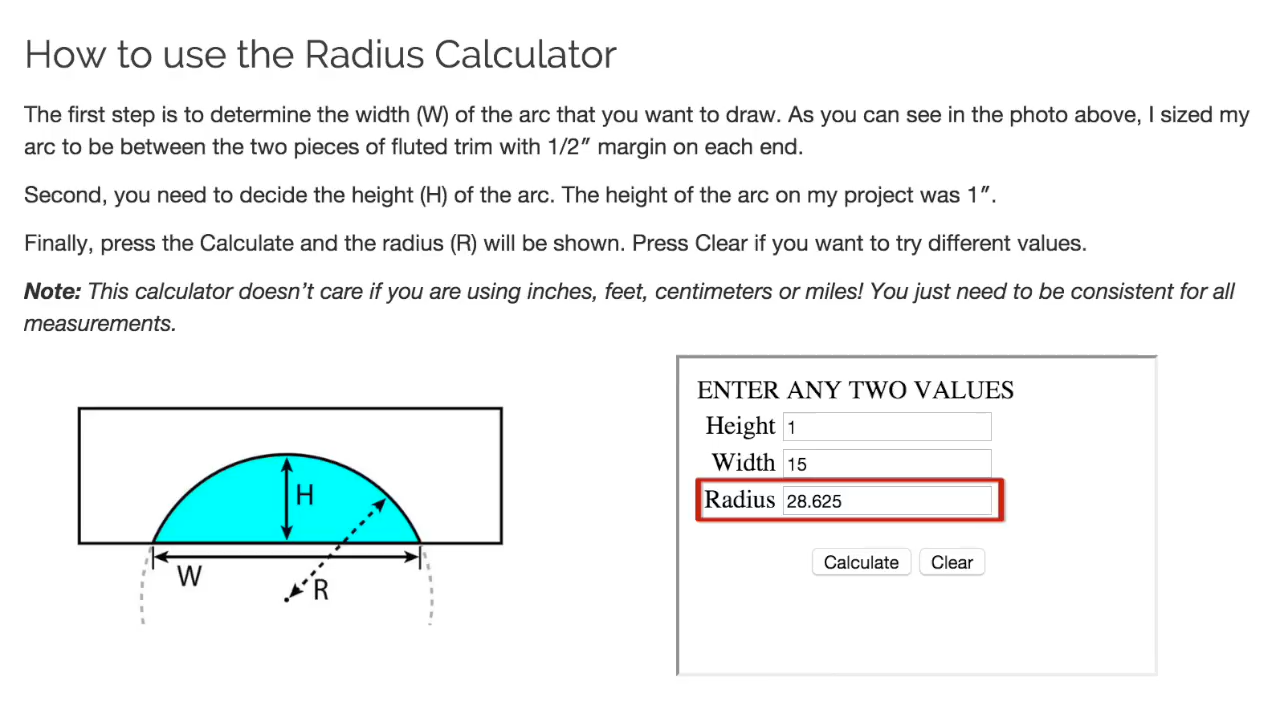 How to use the Radius Calculator
The first step is to determine the width (W) of the arc that you want to draw. As you can see in the photo above, I sized my
arc to be between the two pieces of fluted trim with 1/2″ margin on each end.
Second, you need to decide the height (H) of the arc. The height of the arc on my project was 1″.
Finally, press the Calculate and the radius (R) will be shown. Press Clear if you want to try different values.
Note: This calculator doesn’t care if you are using inches, feet, centimeters or miles! You just need to be consistent for all
measurements.
H
W
R
ENTER ANY TWO VALUES
Height 1
Width 15
Radius 28.625
Calculate Clear